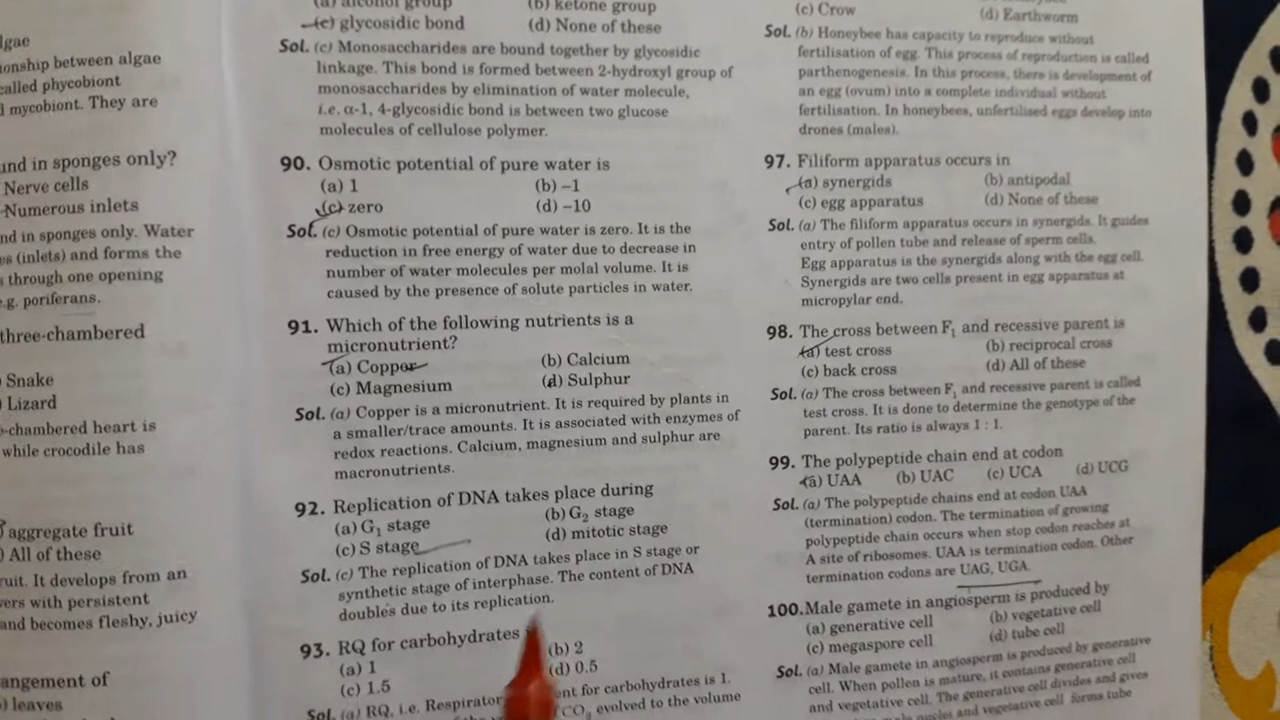 lgae
ionship between algae
called phycobiont
l mycobiont. They are
und in sponges only?
Nerve cells
Numerous inlets
nd in sponges only. Water
es (inlets) and forms the
s through one opening
e.g. poriferans.
three-chambered
Snake
) Lizard
-chambered heart is
while crocodile has
aggregate fruit
) All of these
ruit. It develops from an
vers with persistent
and becomes fleshy, juicy
angement of
) leaves
(a) alcohol group (b) ketone group
(c) glycosidic bond (d) None of these
Sol. (c) Monosaccharides are bound together by glycosidic
linkage. This bond is formed between 2-hydroxyl group of
monosaccharides by elimination of water molecule,
i.e. α-1, 4-glycosidic bond is between two glucose
molecules of cellulose polymer.
90. Osmotic potential of pure water is
(a) 1 (b) –1
(c) zero (d) –10
Sol. (c) Osmotic potential of pure water is zero. It is the
reduction in free energy of water due to decrease in
number of water molecules per molal volume. It is
caused by the presence of solute particles in water.
91. Which of the following nutrients is a
micronutrient?
(a) Copper (b) Calcium
(c) Magnesium (d) Sulphur
Sol. (a) Copper is a micronutrient. It is required by plants in
a smaller/trace amounts. It is associated with enzymes of
redox reactions. Calcium, magnesium and sulphur are
macronutrients.
92. Replication of DNA takes place during
(a) G₁ stage (b) G₂ stage
(c) S stage (d) mitotic stage
Sol. (c) The replication of DNA takes place in S stage or
synthetic stage of interphase. The content of DNA
doubles due to its replication.
93. RQ for carbohydrates
(a) 1 (b) 2
(c) 1.5 (d) 0.5
Sol. (a) RQ, i.e. Respirator ent for carbohydrates is 1.
CO₂ evolved to the volume
(c) Crow (d) Earthworm
Sol. (b) Honeybee has capacity to reproduce without
fertilisation of egg. This process of reproduction is called
parthenogenesis. In this process, there is development of
an egg (ovum) into a complete individual without
fertilisation. In honeybees, unfertilised eggs develop into
drones (males).
97. Filiform apparatus occurs in
(a) synergids (b) antipodal
(c) egg apparatus (d) None of these
Sol. (a) The filiform apparatus occurs in synergids. It guides
entry of pollen tube and release of sperm cells.
Egg apparatus is the synergids along with the egg cell.
Synergids are two cells present in egg apparatus at
micropylar end.
98. The cross between F₁ and recessive parent is
(a) test cross (b) reciprocal cross
(c) back cross (d) All of these
Sol. (a) The cross between F₁ and recessive parent is called
test cross. It is done to determine the genotype of the
parent. Its ratio is always 1 : 1.
99. The polypeptide chain end at codon
(a) UAA (b) UAC (c) UCA (d) UCG
Sol. (a) The polypeptide chains end at codon UAA
(termination) codon. The termination of growing
polypeptide chain occurs when stop codon reaches at
A site of ribosomes. UAA is termination codon. Other
termination codons are UAG, UGA.
100. Male gamete in angiosperm is produced by
(a) generative cell (b) vegetative cell
(c) megaspore cell (d) tube cell
Sol. (a) Male gamete in angiosperm is produced by generative
cell. When pollen is mature, it contains generative cell
and vegetative cell. The generative cell divides and gives
nuclei and vegetative cell forms tube